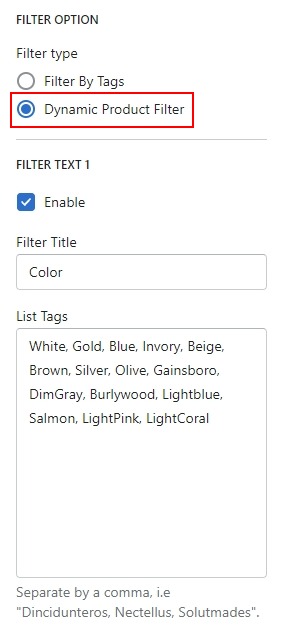 FILTER OPTION
Filter type
Filter By Tags
Dynamic Product Filter
FILTER TEXT 1
Enable
Filter Title
Color
List Tags
White, Gold, Blue, Invory, Beige,
Brown, Silver, Olive, Gainsboro,
DimGray, Burlywood, Lightblue,
Salmon, LightPink, LightCoral
Separate by a comma, i.e
"Dincidunteros, Nectellus, Solutmades".